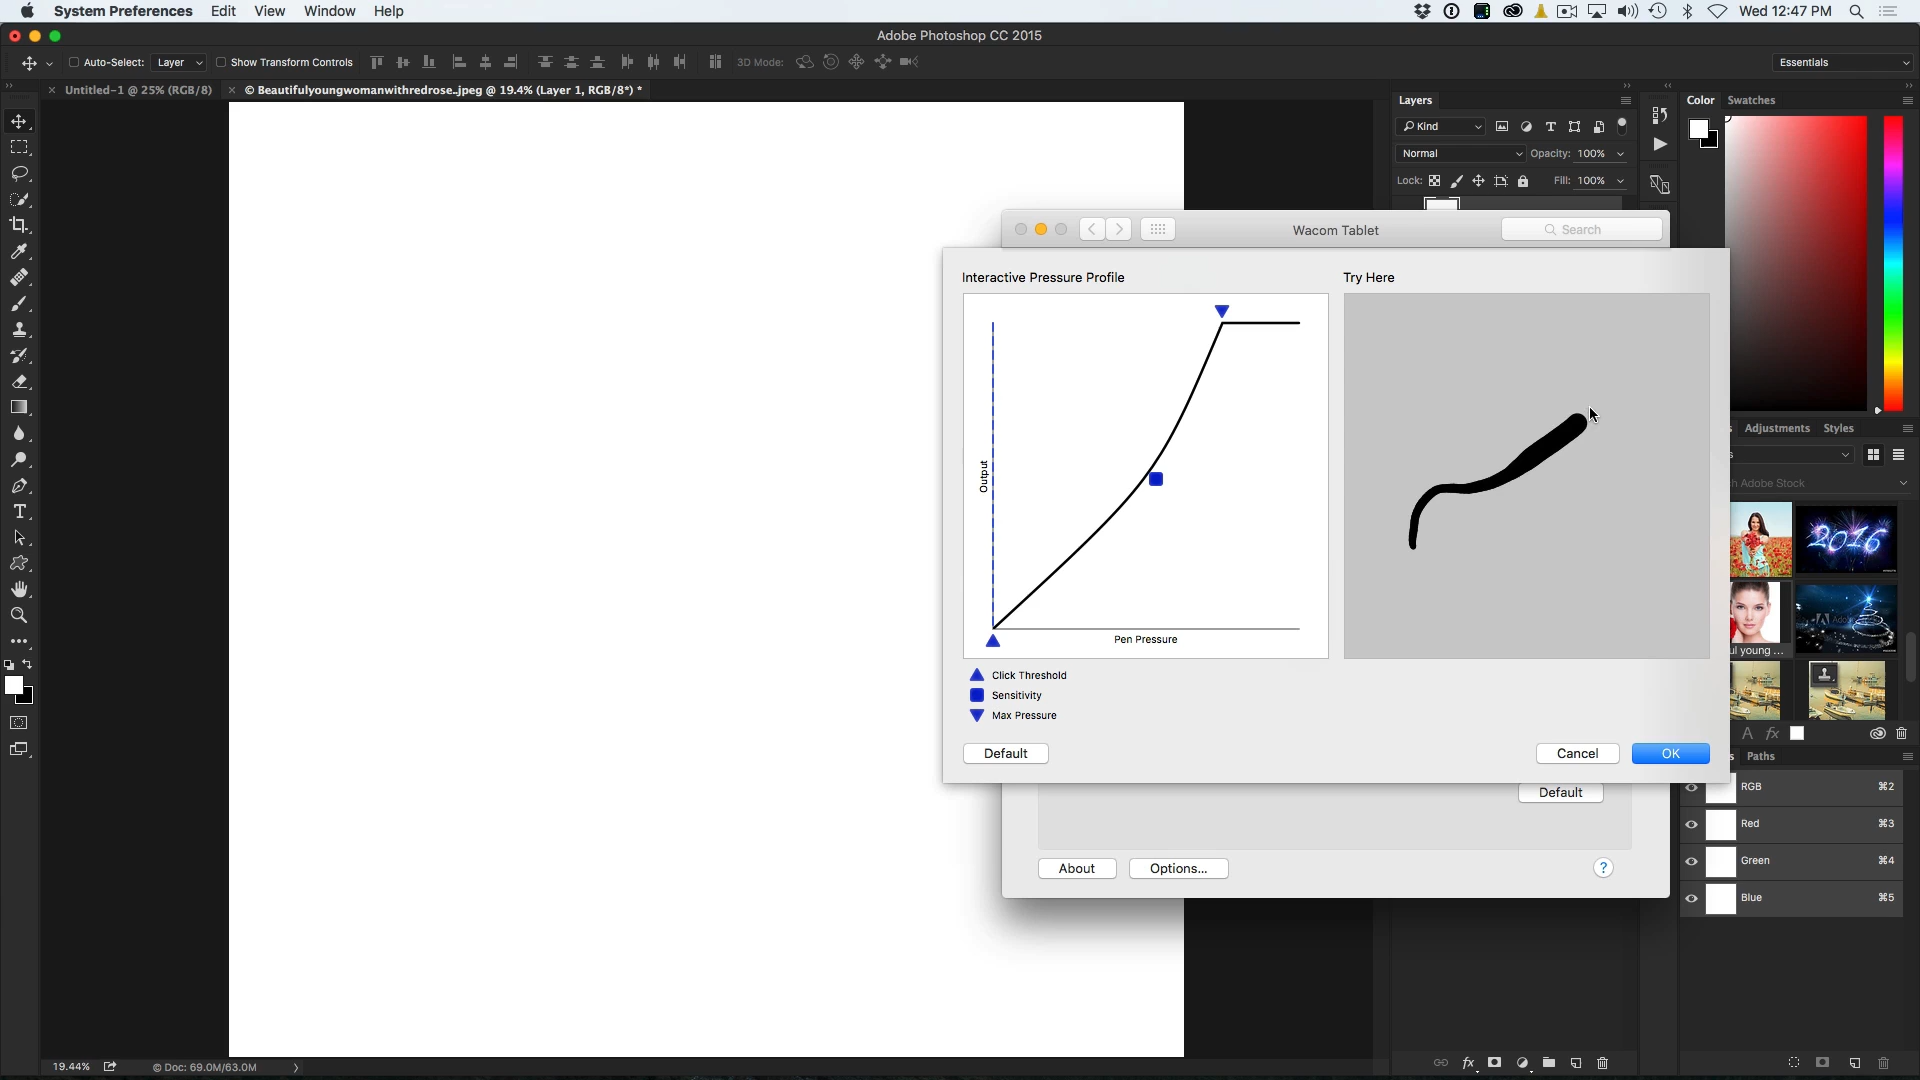 System Preferences Edit View Window Help
Wed 12:47 PM
Adobe Photoshop CC 2015
Auto-Select: Layer Show Transform Controls 3D Mode: Essentials
Untitled-1 @ 25% (RGB/8)
© Beautifulyoungwomanwithredrose..jpeg @ 19.4% (Layer 1, RGB/8*) *
Layers
Kind
Normal Opacity: 100%
Lock: Fill: 100%
Color Swatches
Wacom Tablet
Search
Interactive Pressure Profile
Try Here
Output
Pen Pressure
Click Threshold
Sensitivity
Max Pressure
Default
Cancel
OK
Default
About
Options...
?
Adjustments Styles
h Adobe Stock
2016
ul young ...
Paths
RGB ⌘2
Red ⌘3
Green ⌘4
Blue ⌘5
19.44%
© Doc: 69.0M/63.0M